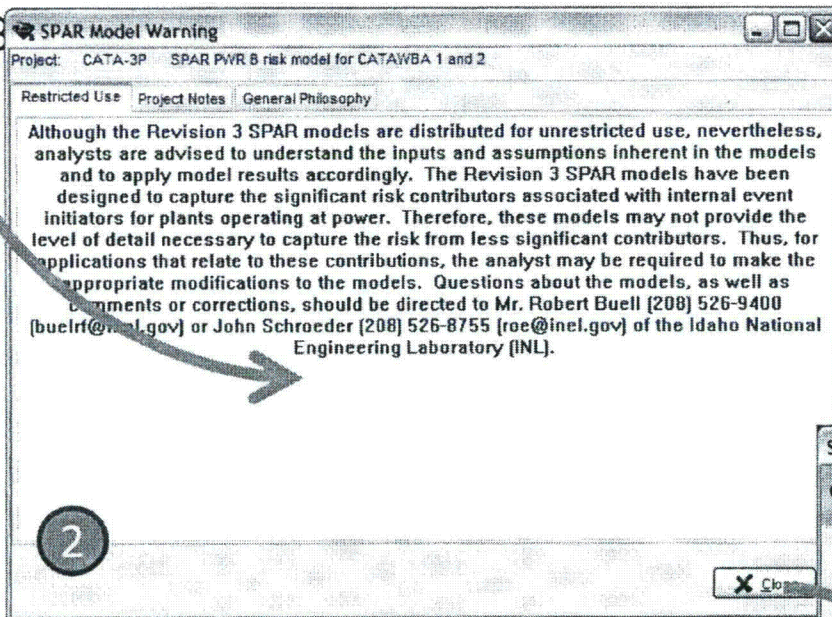 SPAR Model Warning
Project: CATA-3P SPAR PWR B risk model for CATAWBA 1 and 2
Restricted Use Project Notes General Philosophy
Although the Revision 3 SPAR models are distributed for unrestricted use, nevertheless,
analysts are advised to understand the inputs and assumptions inherent in the models
and to apply model results accordingly. The Revision 3 SPAR models have been
designed to capture the significant risk contributors associated with internal event
initiators for plants operating at power. Therefore, these models may not provide the
level of detail necessary to capture the risk from less significant contributors. Thus, for
applications that relate to these contributions, the analyst may be required to make the
appropriate modifications to the models. Questions about the models, as well as
comments or corrections, should be directed to Mr. Robert Buell (208) 526-9400
(buelrf@inel.gov) or John Schroeder (208) 526-8755 (roe@inel.gov) of the Idaho National
Engineering Laboratory (INL).
2
X Close